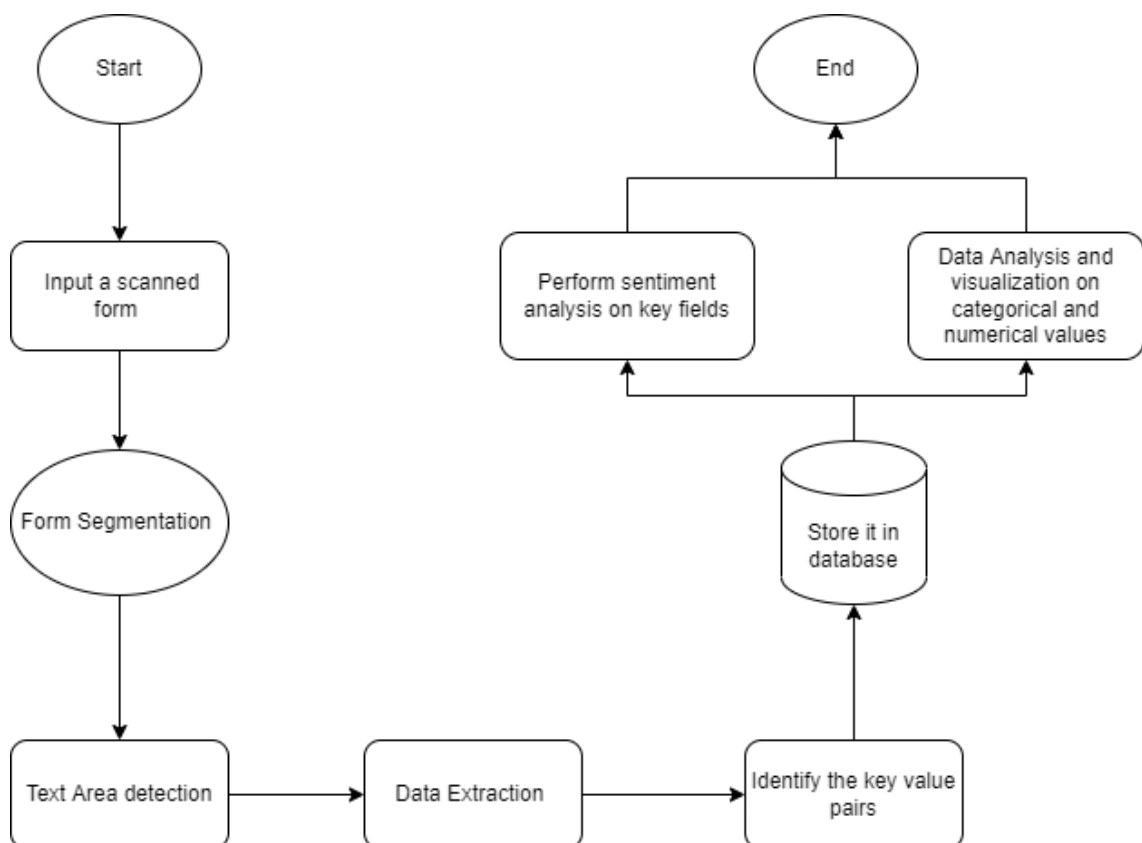 Start
Input a scanned
form
Form Segmentation
Text Area detection
Data Extraction
Identify the key value
pairs
Store it in
database
Perform sentiment
analysis on key fields
Data Analysis and
visualization on
categorical and
numerical values
End